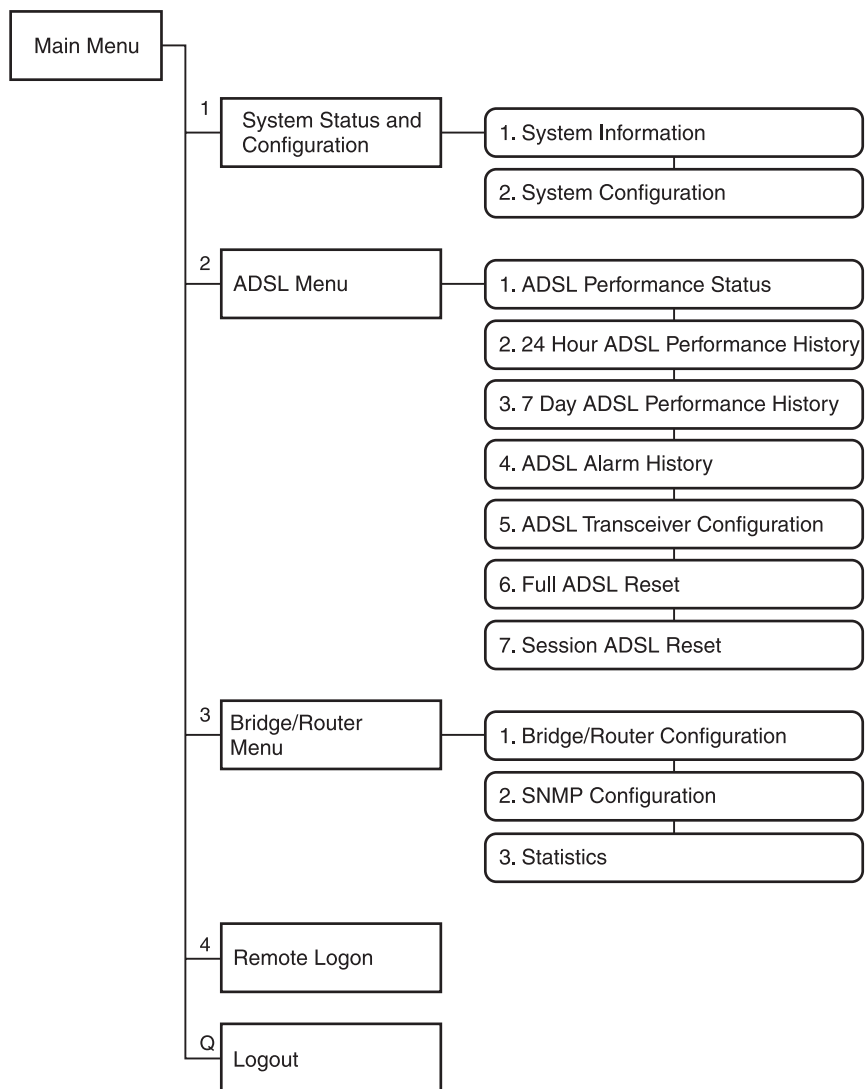 Main Menu
1
System Status and
Configuration
1. System Information
2. System Configuration
2
ADSL Menu
1. ADSL Performance Status
2. 24 Hour ADSL Performance History
3. 7 Day ADSL Performance History
4. ADSL Alarm History
5. ADSL Transceiver Configuration
6. Full ADSL Reset
7. Session ADSL Reset
3
Bridge/Router
Menu
1. Bridge/Router Configuration
2. SNMP Configuration
3. Statistics
4
Remote Logon
Q
Logout